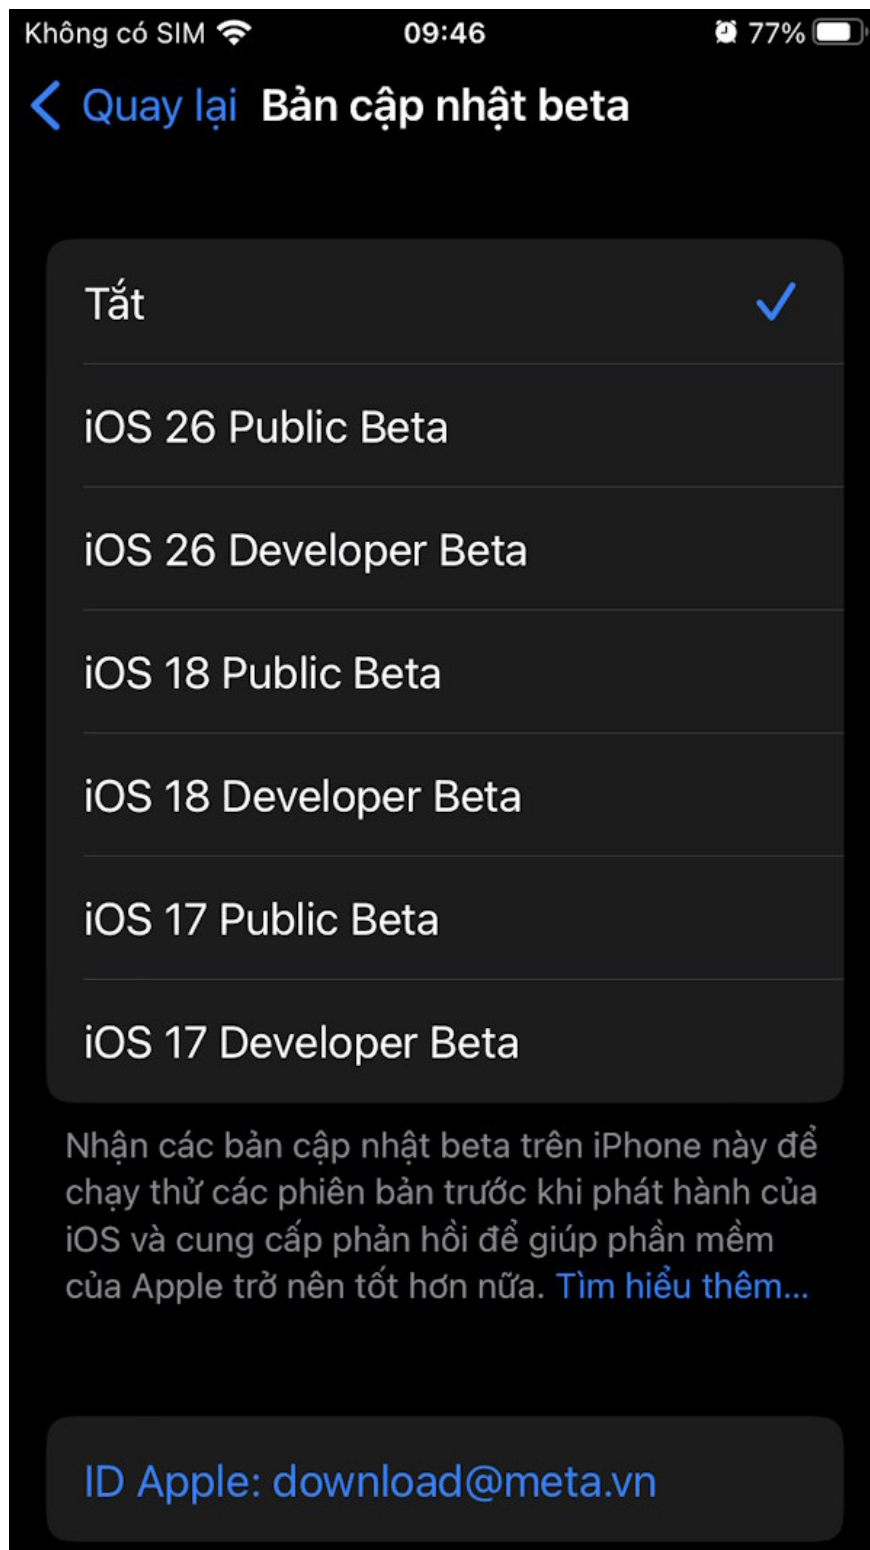 Không có SIM 09:46 77%
Quay lại Bản cập nhật beta
Tắt
iOS 26 Public Beta
iOS 26 Developer Beta
iOS 18 Public Beta
iOS 18 Developer Beta
iOS 17 Public Beta
iOS 17 Developer Beta
Nhận các bản cập nhật beta trên iPhone này để
chạy thử các phiên bản trước khi phát hành của
iOS và cung cấp phản hồi để giúp phần mềm
của Apple trở nên tốt hơn nữa. Tìm hiểu thêm...
ID Apple: download@meta.vn